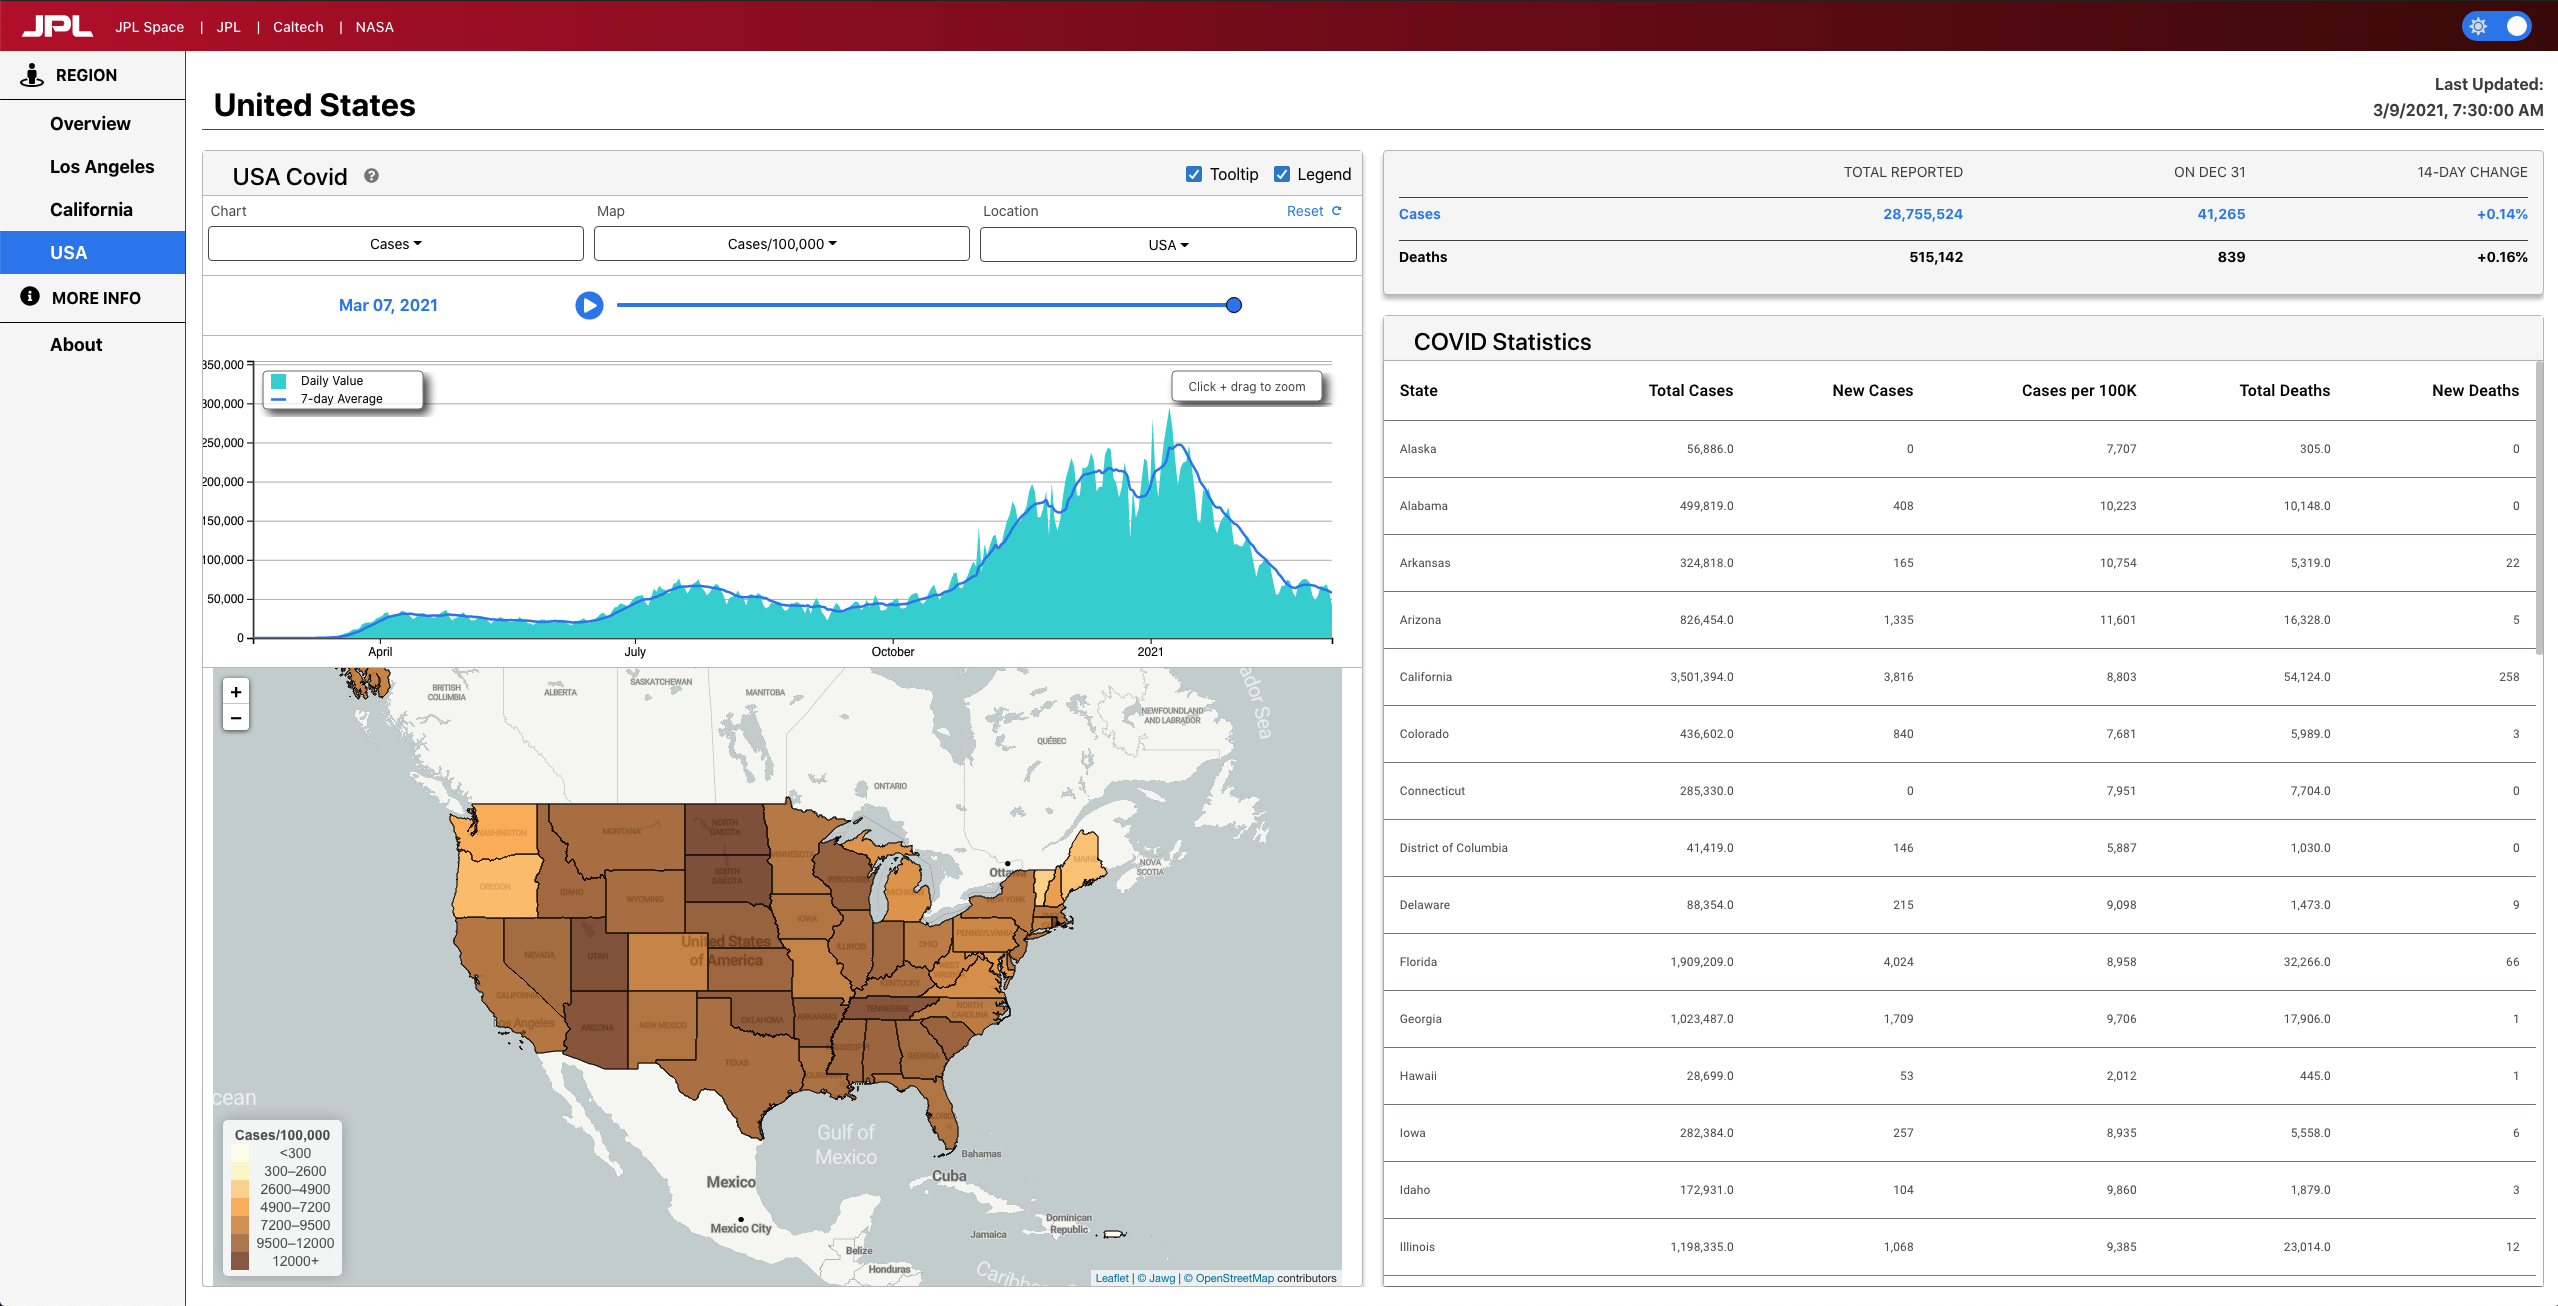 JPL JPL Space | JPL | Caltech | NASA
REGION
Overview
Los Angeles
California
USA
MORE INFO
About
United States
Last Updated:
3/9/2021, 7:30:00 AM
USA Covid
Tooltip Legend
Chart Map Location Reset
Cases Cases/100,000 USA
Mar 07, 2021
350,000
300,000
250,000
200,000
150,000
100,000
50,000
0
Daily Value
7-day Average
Click + drag to zoom
April July October 2021
+
−
BRITISH
COLUMBIA
ALBERTA
SASKATCHEWAN
MANITOBA
ONTARIO
QUÉBEC
NEWFOUNDLAND
AND LABRADOR
ador Sea
NOVA
SCOTIA
Ottawa
WASHINGTON
MONTANA
NORTH
DAKOTA
MINNESOTA
MAINE
OREGON
IDAHO
WYOMING
SOUTH
DAKOTA
WISCONSIN
MICHIG
NEW YORK
IOWA
NEVADA
UTAH
United States
of America
ILLINOIS
OHIO
PENNSYLVANIA
WEST
VIRGINIA
KENTUCKY
CALIFORNIA
Los Angeles
ARIZONA
NEW MEXICO
OKLAHOMA
ARKANSAS
TENNESSEE
NORTH
CAROLINA
MISSISSIPPI
GEORGIA
TEXAS
LOUISIANA
FLORIDA
cean
Gulf of
Mexico
Bahamas
Mexico
Cuba
Mexico City
Dominican
Republic
Jamaica
Belize
Honduras
Caribbe
Cases/100,000
<300
300–2600
2600–4900
4900–7200
7200–9500
9500–12000
12000+
Leaflet | © Jawg | © OpenStreetMap contributors
TOTAL REPORTED ON DEC 31 14-DAY CHANGE
Cases 28,755,524 41,265 +0.14%
Deaths 515,142 839 +0.16%
COVID Statistics
State Total Cases New Cases Cases per 100K Total Deaths New Deaths
Alaska 56,886.0 0 7,707 305.0 0
Alabama 499,819.0 408 10,223 10,148.0 0
Arkansas 324,818.0 165 10,754 5,319.0 22
Arizona 826,454.0 1,335 11,601 16,328.0 5
California 3,501,394.0 3,816 8,803 54,124.0 258
Colorado 436,602.0 840 7,681 5,989.0 3
Connecticut 285,330.0 0 7,951 7,704.0 0
District of Columbia 41,419.0 146 5,887 1,030.0 0
Delaware 88,354.0 215 9,098 1,473.0 9
Florida 1,909,209.0 4,024 8,958 32,266.0 66
Georgia 1,023,487.0 1,709 9,706 17,906.0 1
Hawaii 28,699.0 53 2,012 445.0 1
Iowa 282,384.0 257 8,935 5,558.0 6
Idaho 172,931.0 104 9,860 1,879.0 3
Illinois 1,198,335.0 1,068 9,385 23,014.0 12